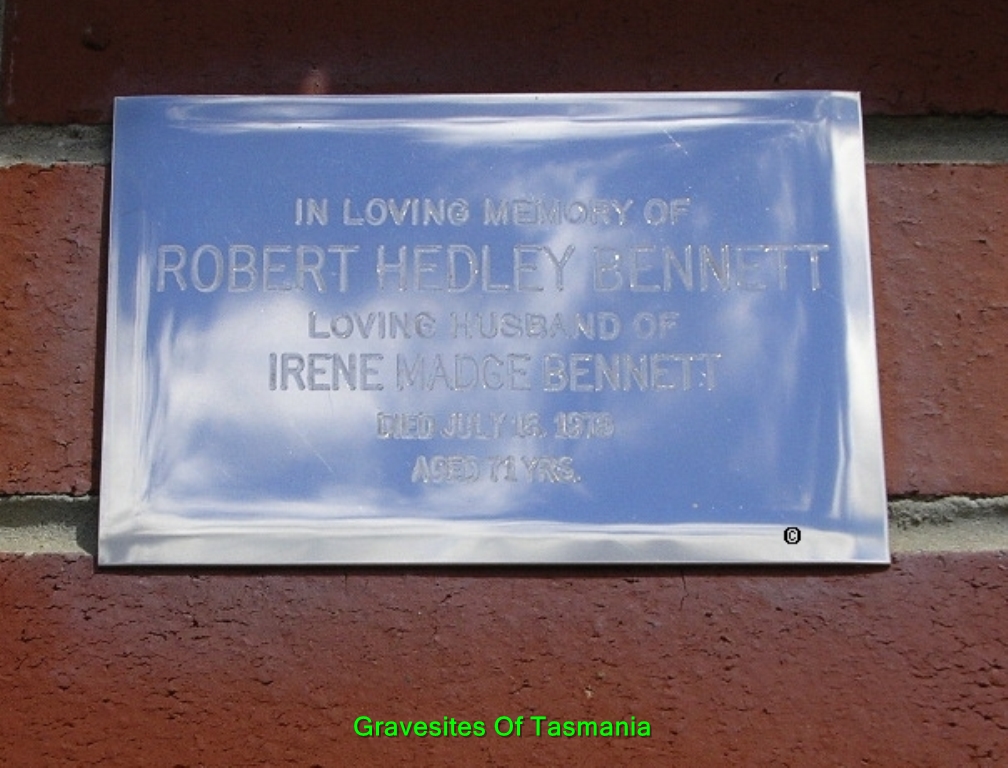 IN LOVING MEMORY OF
ROBERT HEDLEY BENNETT
LOVING HUSBAND OF
IRENE MADGE BENNETT
DIED JULY
AGED 71 YRS.
©
Gravesites Of Tasmania